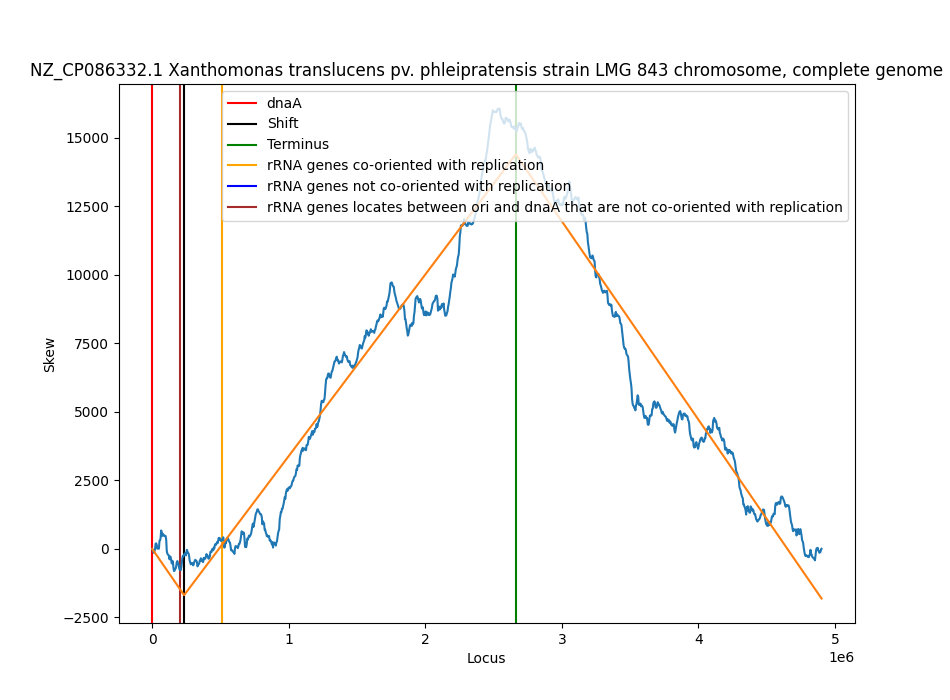 NZ_CP086332.1 Xanthomonas translucens pv. phleipratensis strain LMG 843 chromosome, complete genome
dnaA
Shift
Terminus
rRNA genes co-oriented with replication
rRNA genes not co-oriented with replication
rRNA genes locates between ori and dnaA that are not co-oriented with replication
15000
12500
10000
7500
5000
2500
0
−2500
Skew
0 1 2 3 4 5
1e6
Locus